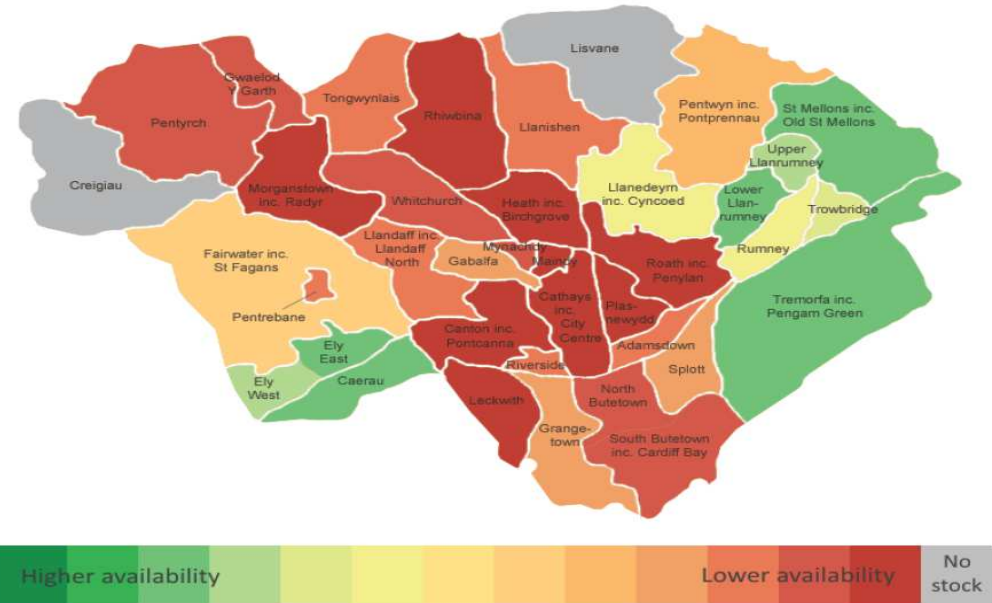 Lisvane
Gwaelod
Y Garth
Tongwynlais
Rhiwbina
Llanishen
Pentwyn inc.
Pontprennau
St Mellons inc.
Old St Mellons
Pentyrch
Upper
Llanrumney
Creigiau
Morganstown
inc. Radyr
Whitchurch
Heath inc.
Birchgrove
Llanedeyrn
inc. Cyncoed
Lower
Llan-
rumney
Trowbridge
Rumney
Fairwater inc.
St Fagans
Llandaff inc.
Llandaff
North
Gabalfa
Mynachdy
Maindy
Roath inc.
Penylan
Pentrebane
Cathays
inc.
City
Centre
Plas-
newydd
Tremorfa inc.
Pengam Green
Canton inc.
Pontcanna
Adamsdown
Ely
East
Riverside
Splott
Ely
West
Caerau
Leckwith
North
Butetown
Grange-
town
South Butetown
inc. Cardiff Bay
Higher availability
Lower availability
No
stock